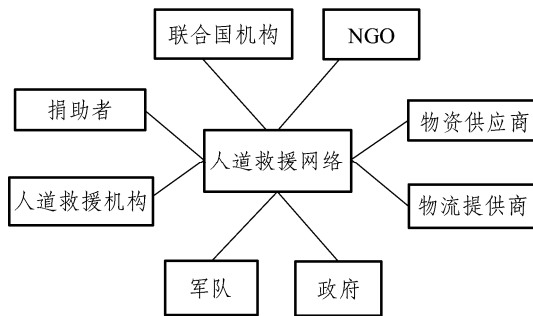 联合国机构
NGO
捐助者
物资供应商
人道救援网络
人道救援机构
物流提供商
军队
政府